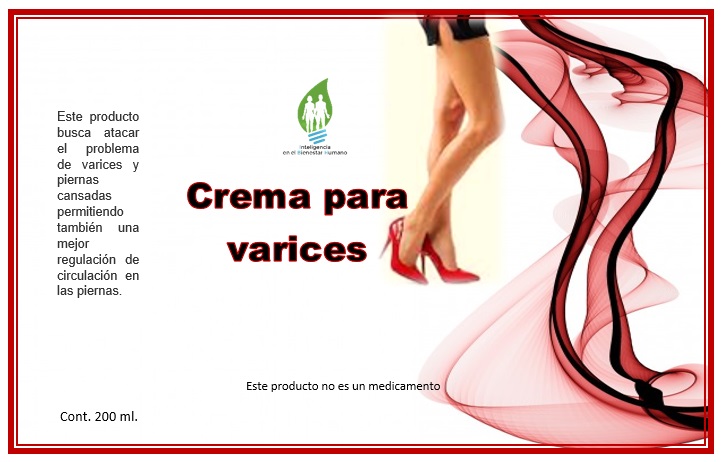 Este producto
busca atacar
el problema
de varices y
piernas
cansadas
permitiendo
también una
mejor
regulación de
circulación en
las piernas.
Inteligencia
en el Bienestar Humano
Crema para
varices
Este producto no es un medicamento
Cont. 200 ml.